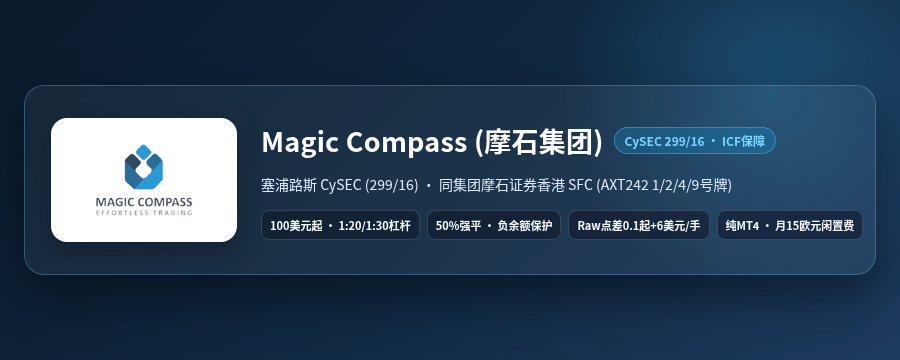 MAGIC COMPASS
EFFORTLESS TRADING
Magic Compass (摩石集团)
CySEC 299/16 · ICF保障
塞浦路斯 CySEC (299/16) · 同集团摩石证券香港 SFC (AXT242 1/2/4/9号牌)
100美元起 · 1:20/1:30杠杆
50%强平 · 负余额保护
Raw点差0.1起+6美元/手
纯MT4 · 月15欧元闲置费